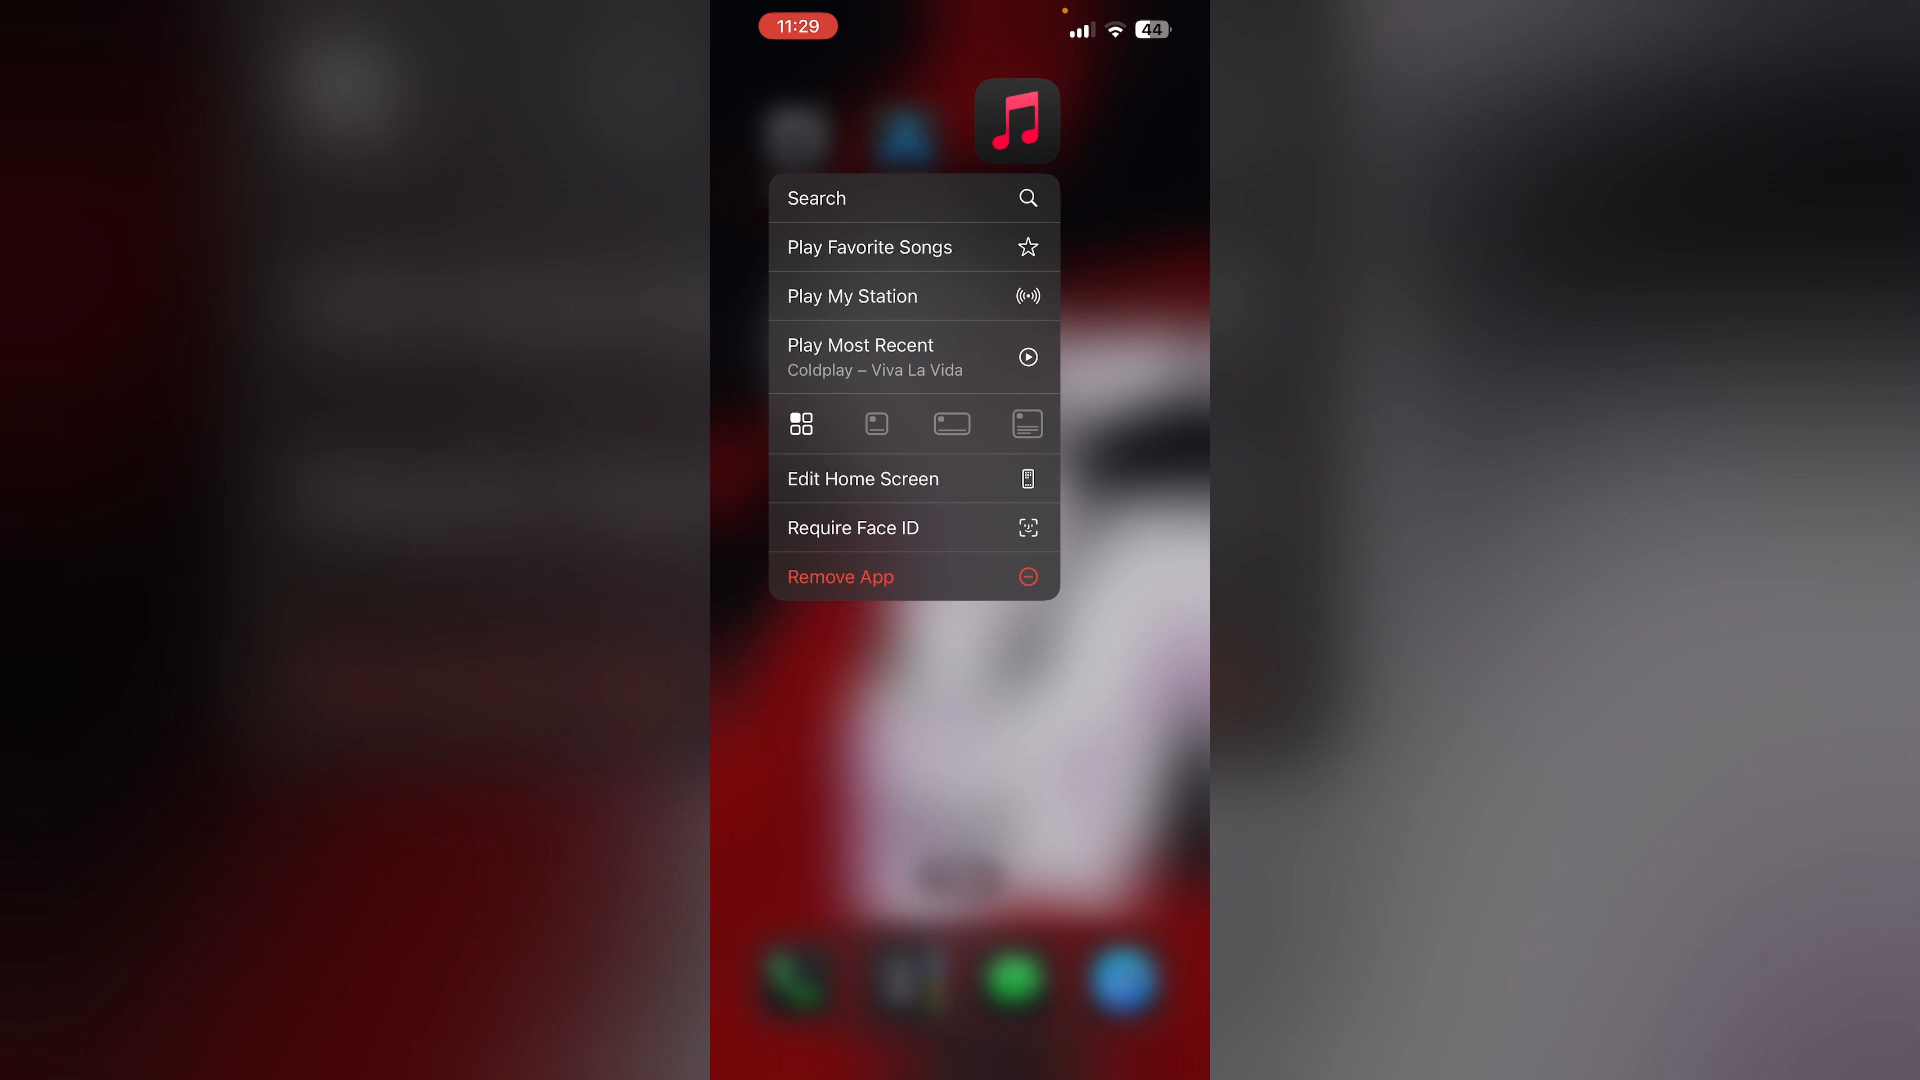 11:29
44
Search
Play Favorite Songs
Play My Station
Play Most Recent
Coldplay – Viva La Vida
Edit Home Screen
Require Face ID
Remove App